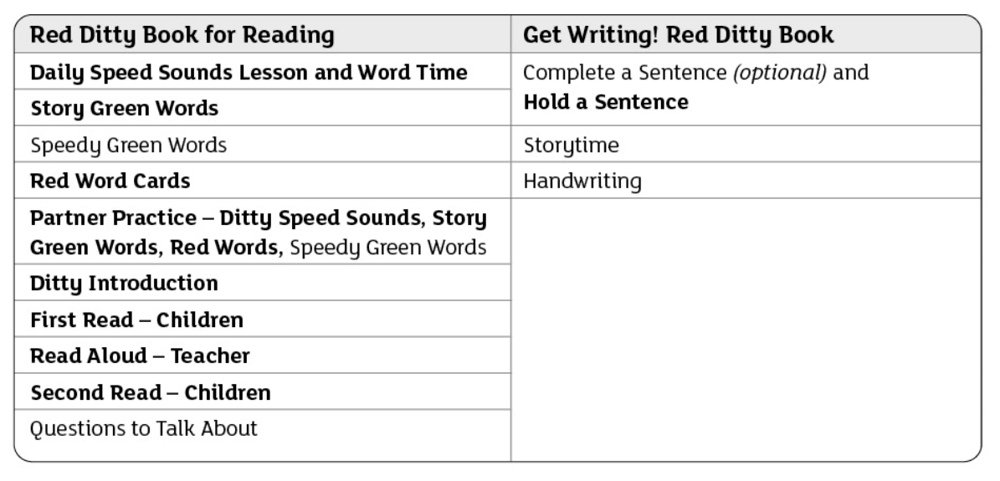 Red Ditty Book for Reading
Get Writing! Red Ditty Book
Daily Speed Sounds Lesson and Word Time
Complete a Sentence (optional) and
Hold a Sentence
Story Green Words
Speedy Green Words
Storytime
Red Word Cards
Handwriting
Partner Practice – Ditty Speed Sounds, Story
Green Words, Red Words, Speedy Green Words
Ditty Introduction
First Read – Children
Read Aloud – Teacher
Second Read – Children
Questions to Talk About